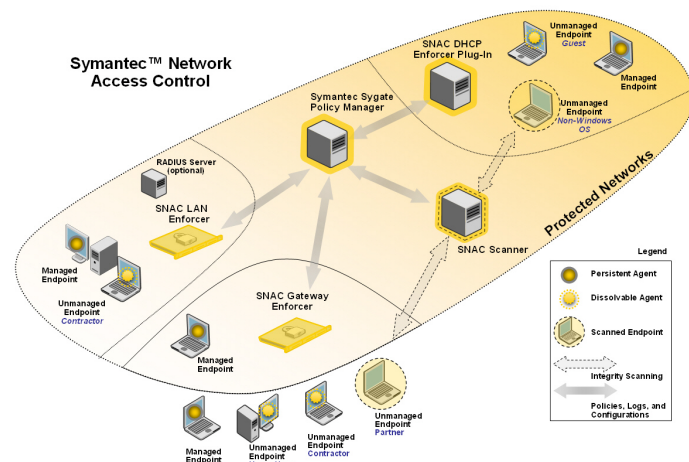 Symantec™ Network
Access Control
SNAC DHCP
Enforcer Plug-In
Unmanaged
Endpoint
Guest
Managed
Endpoint
Symantec Sygate
Policy Manager
Unmanaged
Endpoint
Non-Windows
OS
RADIUS Server
(optional)
SNAC LAN
Enforcer
Protected Networks
SNAC Scanner
Managed
Endpoint
Unmanaged
Endpoint
Contractor
SNAC Gateway
Enforcer
Managed
Endpoint
Legend
Persistent Agent
Dissolvable Agent
Scanned Endpoint
Integrity Scanning
Policies, Logs, and
Configurations
Managed
Endpoint
Unmanaged
Endpoint
Unmanaged
Endpoint
Contractor
Unmanaged
Endpoint
Partner